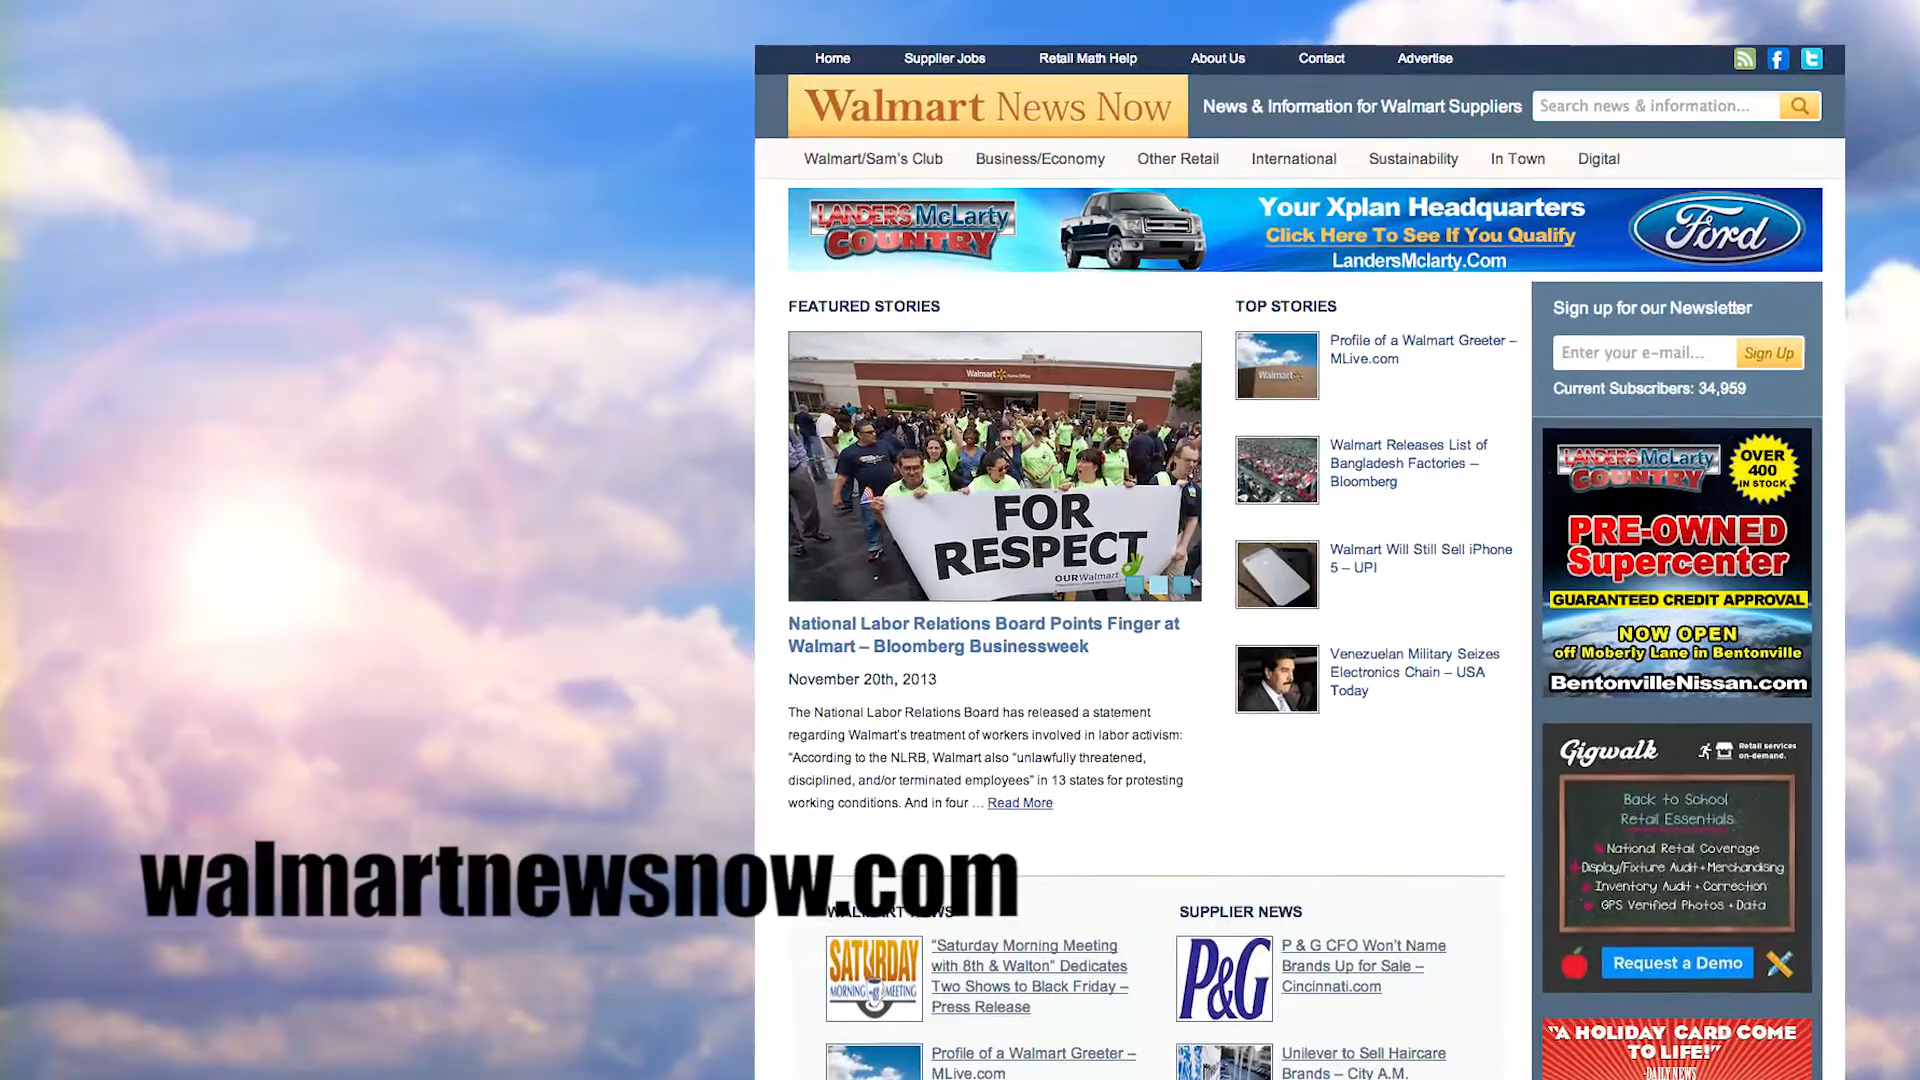 Home Supplier Jobs Retail Math Help About Us Contact Advertise
Walmart News Now
News & Information for Walmart Suppliers
Search news & information...
Walmart/Sam's Club Business/Economy Other Retail International Sustainability In Town Digital
LANDERS McLarty
COUNTRY
Your Xplan Headquarters
Click Here To See If You Qualify
LandersMclarty.Com
Ford
FEATURED STORIES
Walmart
FOR
RESPECT
OURWalmart
National Labor Relations Board Points Finger at
Walmart – Bloomberg Businessweek
November 20th, 2013
The National Labor Relations Board has released a statement
regarding Walmart's treatment of workers involved in labor activism:
"According to the NLRB, Walmart also "unlawfully threatened,
disciplined, and/or terminated employees" in 13 states for protesting
working conditions. And in four ... Read More
TOP STORIES
Walmart
Profile of a Walmart Greeter –
MLive.com
Walmart Releases List of
Bangladesh Factories –
Bloomberg
Walmart Will Still Sell iPhone
5 – UPI
Venezuelan Military Seizes
Electronics Chain – USA
Today
Sign up for our Newsletter
Enter your e-mail...
Sign Up
Current Subscribers: 34,959
LANDERS McLarty
COUNTRY
OVER
400
IN STOCK
PRE-OWNED
Supercenter
GUARANTEED CREDIT APPROVAL
NOW OPEN
off Moberly Lane in Bentonville
BentonvilleNissan.com
Gigwalk
Retail services
on-demand.
Back to School
Retail Essentials
National Retail Coverage
Display/Fixture Audit + Merchandising
Inventory Audit + Correction
GPS Verified Photos + Data
Request a Demo
"A HOLIDAY CARD COME
TO LIFE!"
-DAILY NEWS
walmartnewsnow.com
WALMART NEWS
SATURDAY
MORNING MEETING
"Saturday Morning Meeting
with 8th & Walton" Dedicates
Two Shows to Black Friday –
Press Release
Profile of a Walmart Greeter –
MLive.com
SUPPLIER NEWS
P&G
P & G CFO Won't Name
Brands Up for Sale –
Cincinnati.com
Unilever to Sell Haircare
Brands – City A.M.